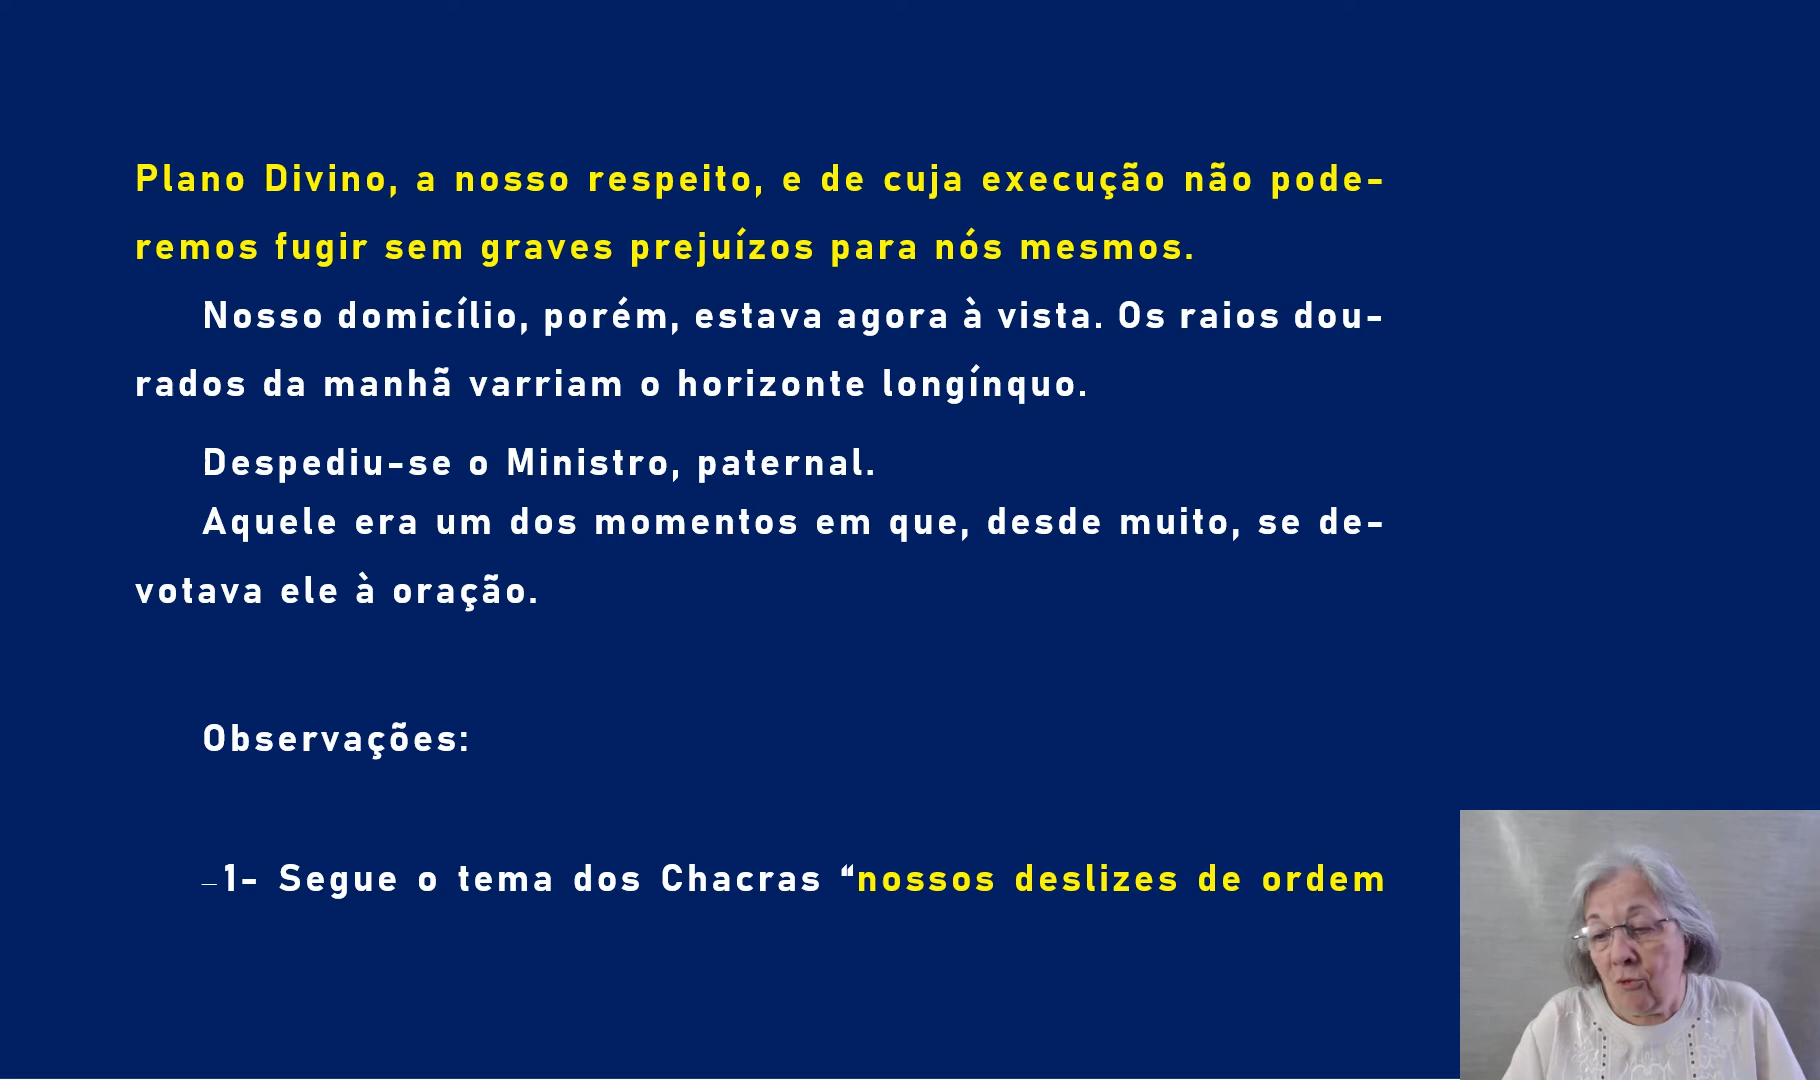 Plano Divino, a nosso respeito, e de cuja execução não pode-
remos fugir sem graves prejuízos para nós mesmos.
Nosso domicílio, porém, estava agora à vista. Os raios dou-
rados da manhã varriam o horizonte longínquo.
Despediu-se o Ministro, paternal.
Aquele era um dos momentos em que, desde muito, se de-
votava ele à oração.
Observações:
–1- Segue o tema dos Chacras “nossos deslizes de ordem